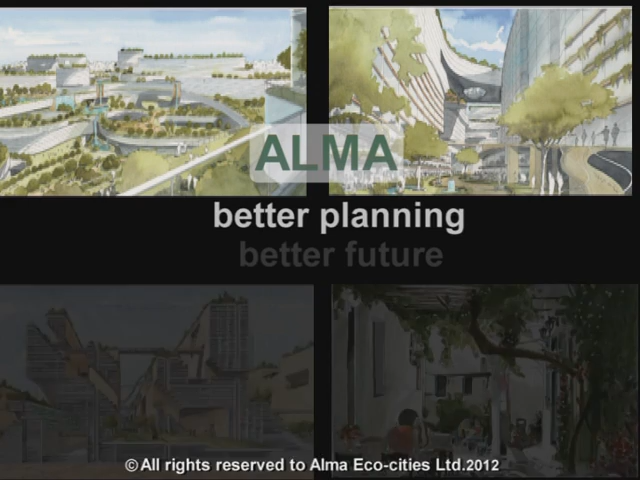 ALMA
better planning
better future
© All rights reserved to Alma Eco-cities Ltd.2012